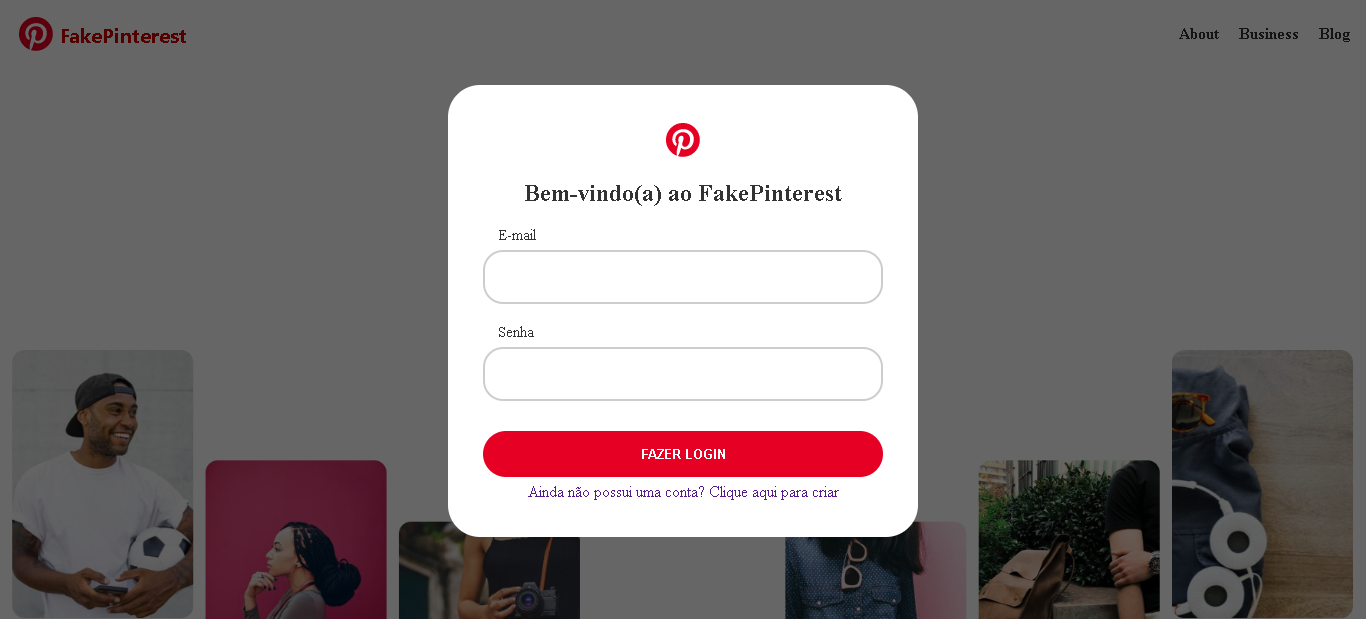 FakePinterest
About Business Blog
Bem-vindo(a) ao FakePinterest
E-mail
Senha
FAZER LOGIN
Ainda não possui uma conta? Clique aqui para criar